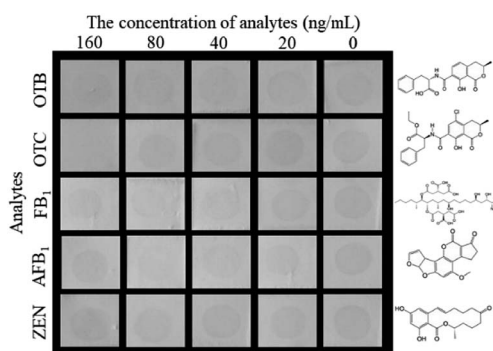 The concentration of analytes (ng/mL)
160 80 40 20 0
Analytes
OTB
OTC
FB₁
AFB₁
ZEN